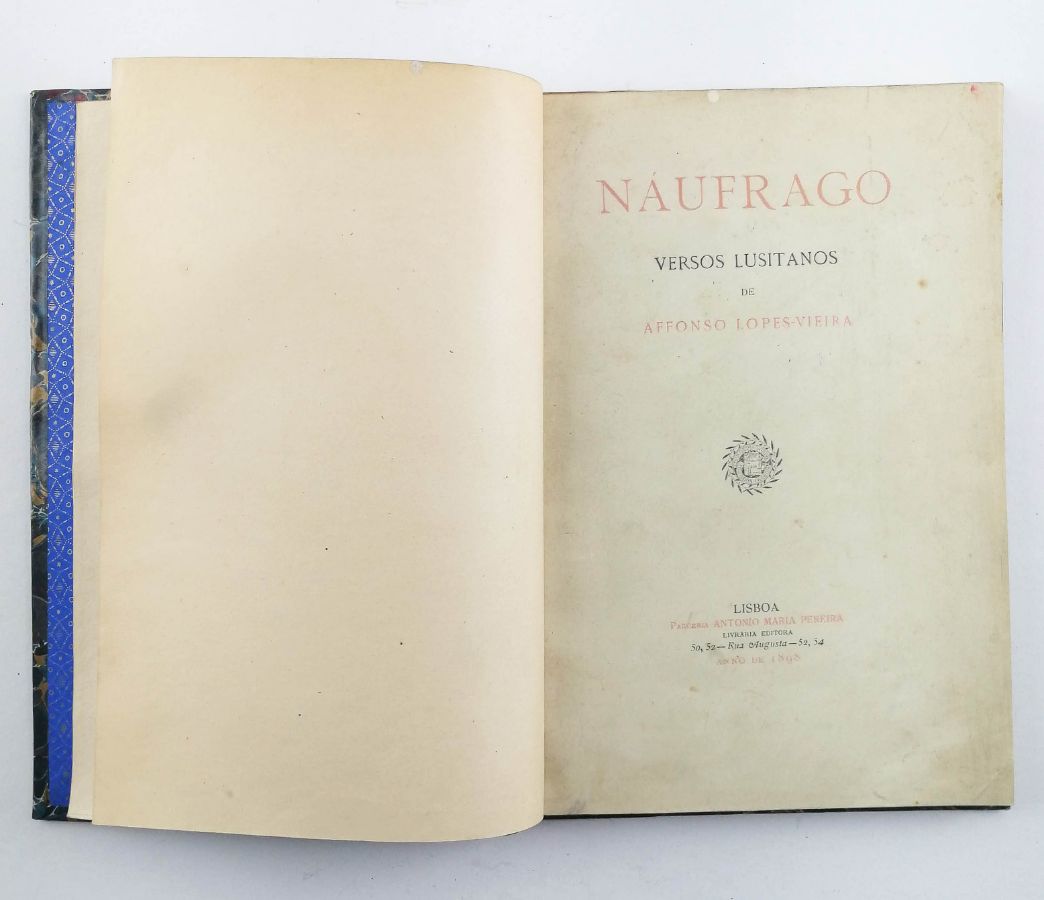 NÁUFRAGO
VERSOS LUSITANOS
DE
AFFONSO LOPES-VIEIRA
LISBOA
PARCERIA ANTONIO MARIA PEREIRA
LIVRARIA EDITORA
50, 52—Rua Augusta—52, 54
ANNO DE 1898